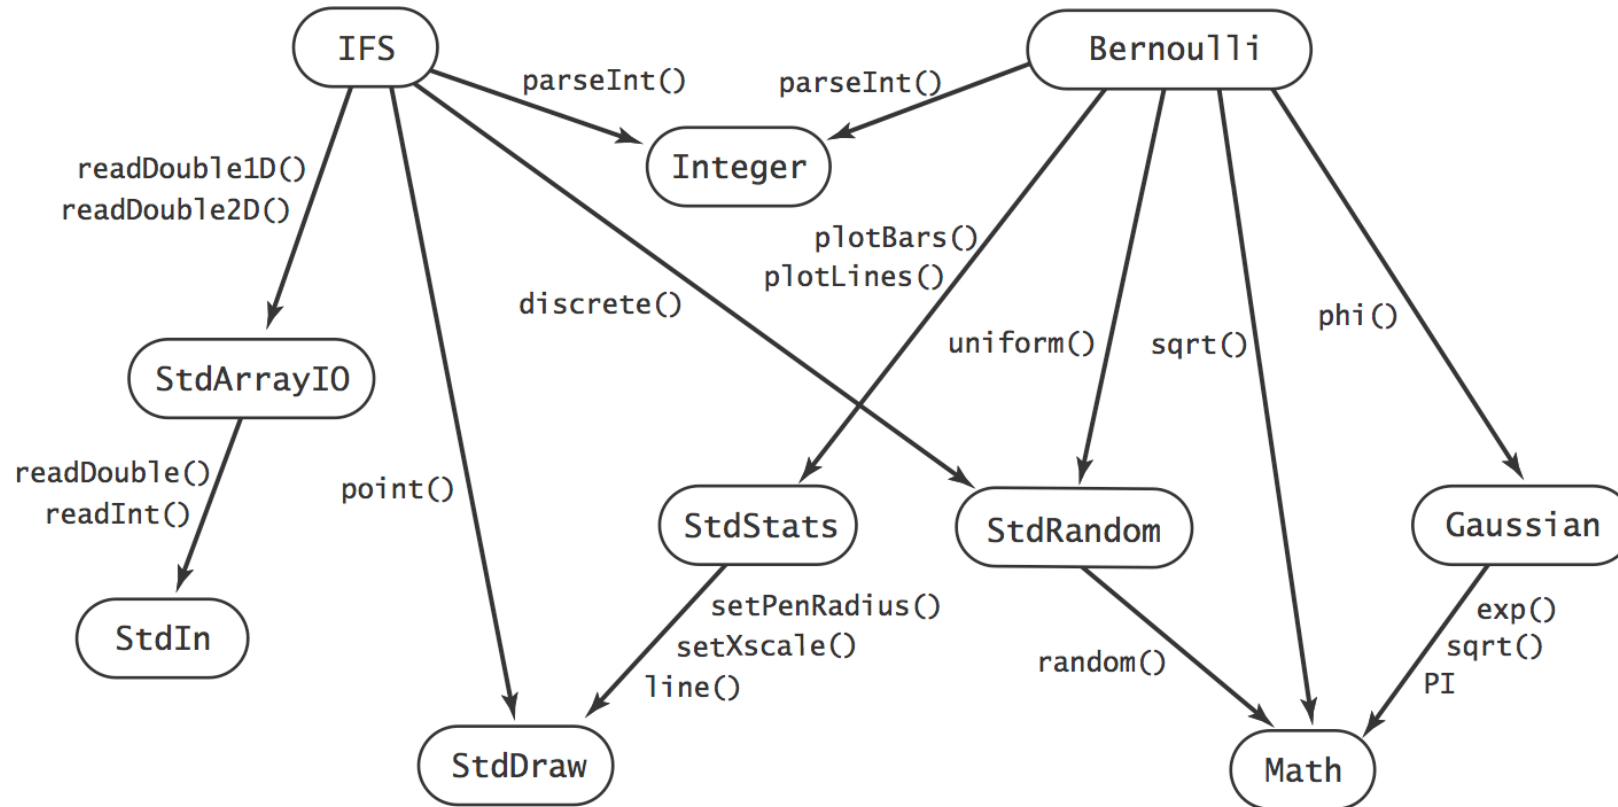 IFS
Bernoulli
parseInt()
parseInt()
Integer
readDouble1D()
readDouble2D()
plotBars()
plotLines()
discrete()
phi()
uniform()
sqrt()
StdArrayIO
readDouble()
readInt()
point()
StdStats
StdRandom
Gaussian
setPenRadius()
setXscale()
line()
exp()
sqrt()
PI
StdIn
random()
StdDraw
Math